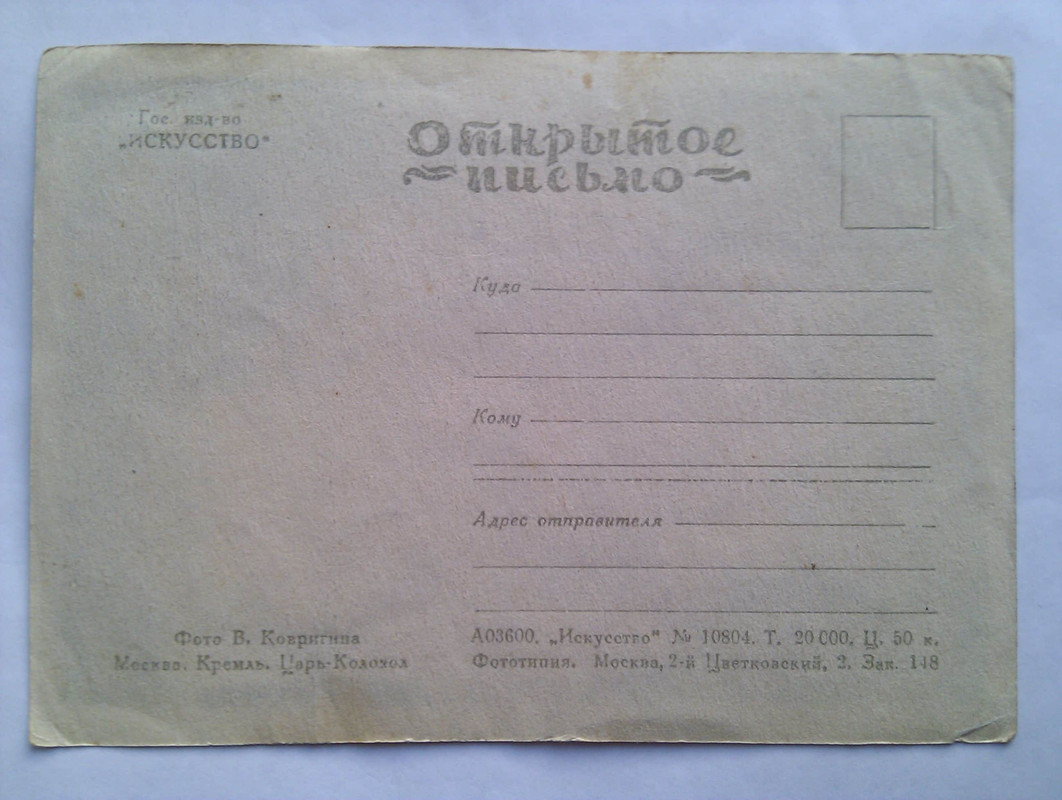 Гос. изд-во
„ИСКУССТВО"
Открытое
письмо
Куда
Кому
Адрес отправителя
Фото В. Ковригина
Москва. Кремль. Царь-Колокол
А03600. „Искусство" № 10804. Т. 20 000. Ц. 50 к.
Фототипия. Москва, 2-й Цветковский, 2. Зак. 148